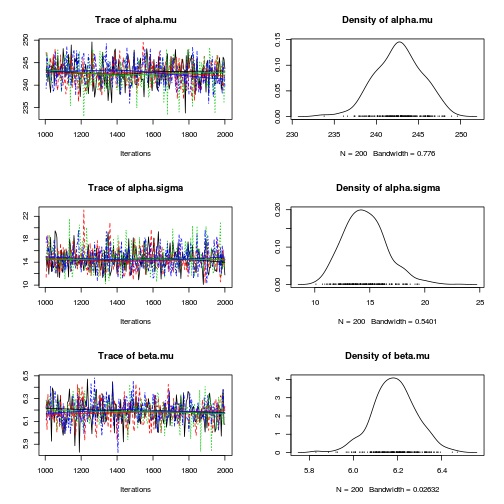 Trace of alpha.mu
235 240 245 250
1000 1200 1400 1600 1800 2000
Iterations
Density of alpha.mu
0.00 0.05 0.10 0.15
230 235 240 245 250
N = 200 Bandwidth = 0.776
Trace of alpha.sigma
10 14 18 22
1000 1200 1400 1600 1800 2000
Iterations
Density of alpha.sigma
0.00 0.10 0.20
10 15 20 25
N = 200 Bandwidth = 0.5401
Trace of beta.mu
5.9 6.1 6.3 6.5
1000 1200 1400 1600 1800 2000
Iterations
Density of beta.mu
0 1 2 3 4
5.8 6.0 6.2 6.4
N = 200 Bandwidth = 0.02632